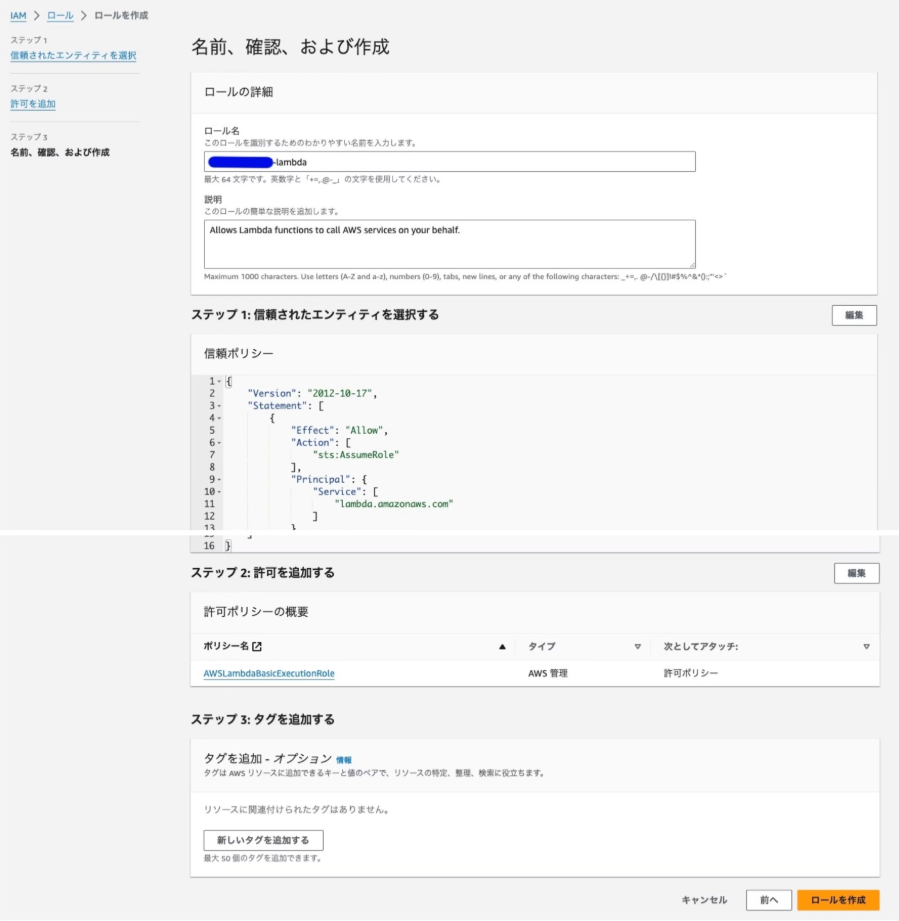 IAM > ロール > ロールを作成
ステップ 1
信頼されたエンティティを選択
ステップ 2
許可を追加
ステップ 3
名前、確認、および作成
名前、確認、および作成
ロールの詳細
ロール名
このロールを識別するためのわかりやすい名前を入力します。
-lambda
最大 64 文字です。英数字と「+=,.@-_」の文字を使用してください。
説明
このロールの簡単な説明を追加します。
Allows Lambda functions to call AWS services on your behalf.
Maximum 1000 characters. Use letters (A-Z and a-z), numbers (0-9), tabs, new lines, or any of the following characters: _+=,. @-/\[{}]!#$%^&*();:"'<>`
ステップ 1: 信頼されたエンティティを選択する
編集
信頼ポリシー
1 {
2 "Version": "2012-10-17",
3 "Statement": [
4 {
5 "Effect": "Allow",
6 "Action": [
7 "sts:AssumeRole"
8 ],
9 "Principal": {
10 "Service": [
11 "lambda.amazonaws.com"
12 ]
13 }
16 }
ステップ 2: 許可を追加する
編集
許可ポリシーの概要
ポリシー名 タイプ 次としてアタッチ:
AWSLambdaBasicExecutionRole AWS 管理 許可ポリシー
ステップ 3: タグを追加する
タグを追加 - オプション 情報
タグは AWS リソースに追加できるキーと値のペアで、リソースの特定、整理、検索に役立ちます。
リソースに関連付けられたタグはありません。
新しいタグを追加する
最大 50 個のタグを追加できます。
キャンセル 前へ ロールを作成